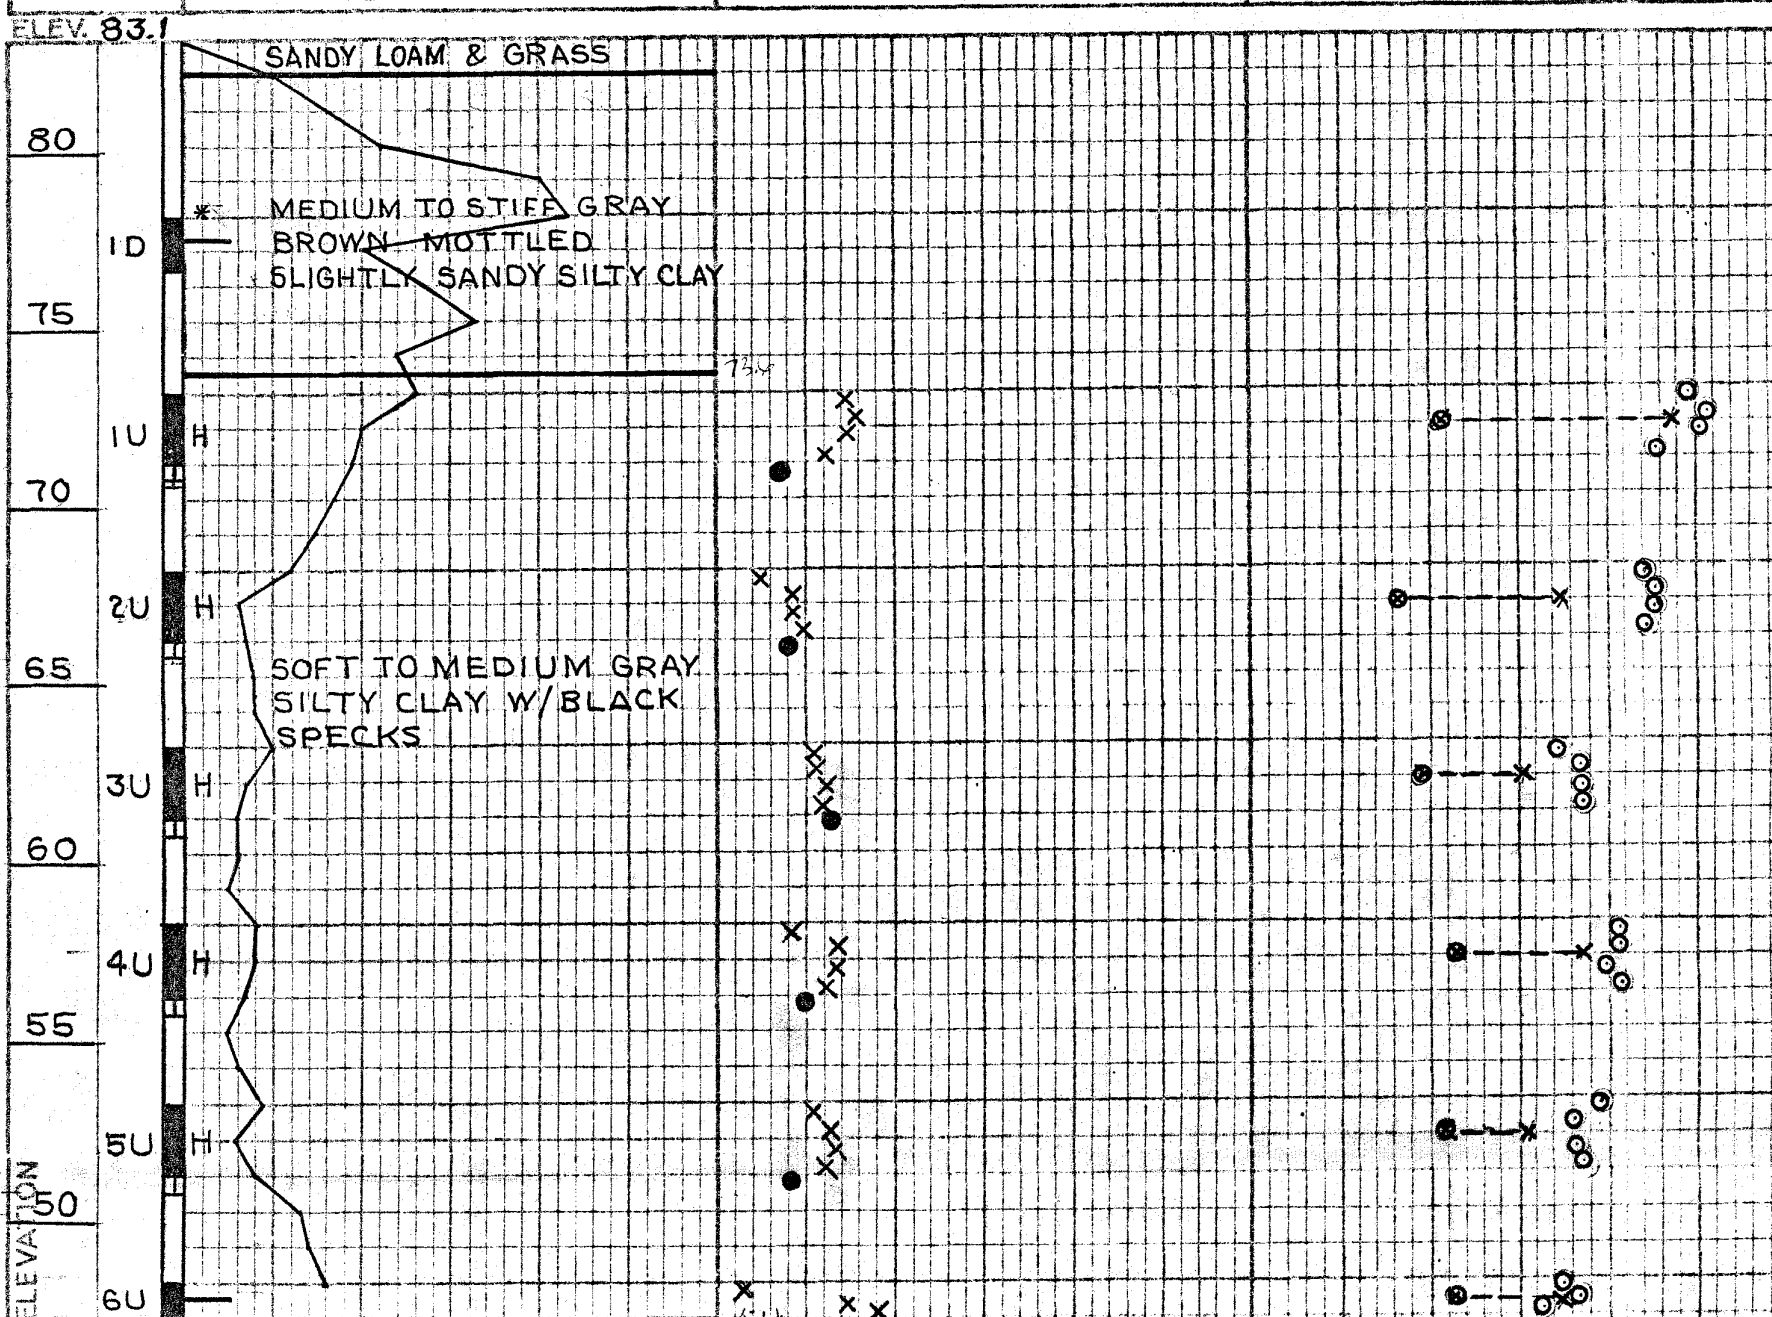 ELEV. 83.1
SANDY LOAM & GRASS
80
* MEDIUM TO STIFF GRAY
1D BROWN MOTTLED
SLIGHTLY SANDY SILTY CLAY
75
73.6
1U H
70
2U H
65
SOFT TO MEDIUM GRAY
SILTY CLAY W/BLACK
SPECKS
3U H
60
4U H
55
5U H
50
ELEVATION
6U